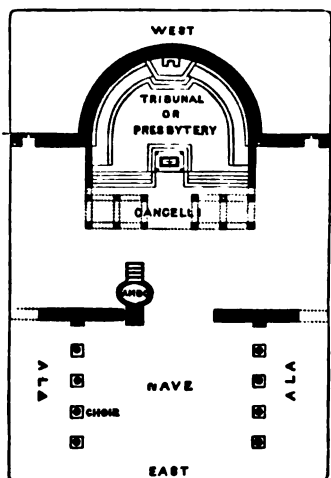 WEST
TRIBUNAL
OR
PRESBYTERY
CANCELLI
AMBO
ALA
ALA
NAVE
CHOIR
EAST